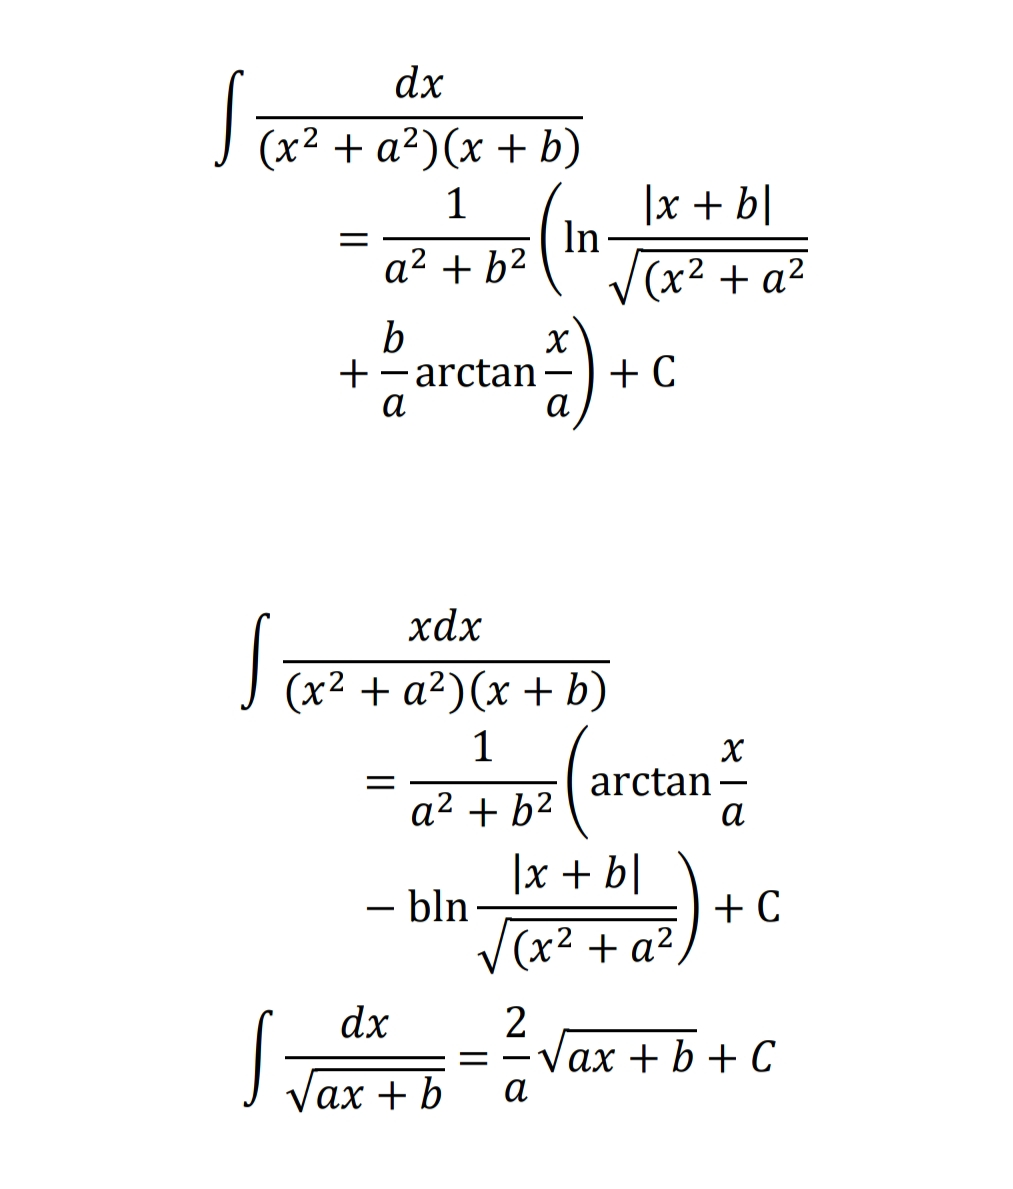 ∫ dx / ((x² + a²)(x + b))
= 1/(a² + b²) ( ln |x + b| / √((x² + a²
+ b/a arctan x/a ) + C
∫ xdx / ((x² + a²)(x + b))
= 1/(a² + b²) ( arctan x/a
− bln |x + b| / √((x² + a² ) + C
∫ dx / √(ax + b) = 2/a √(ax + b) + C